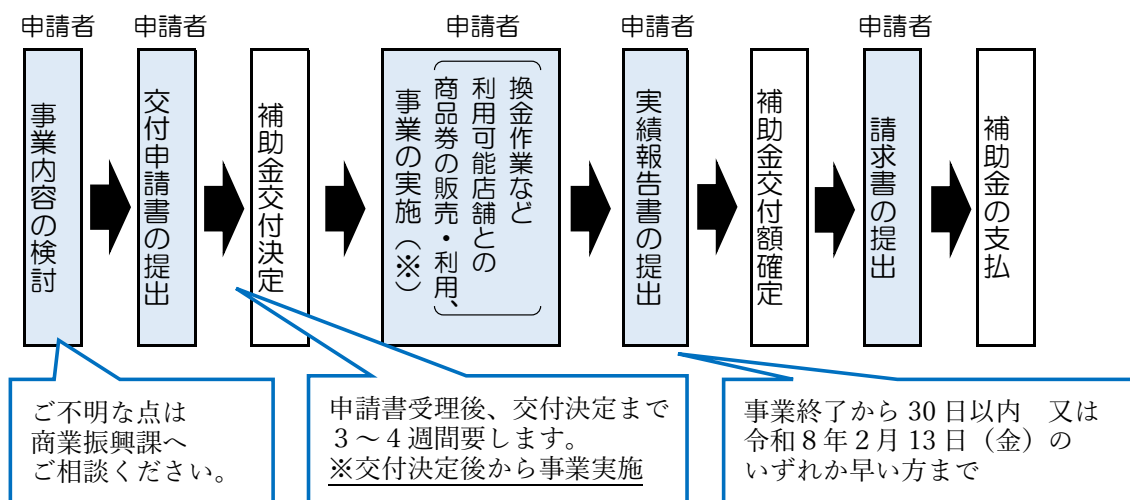 申請者
事業内容の検討
申請者
交付申請書の提出
補助金交付決定
申請者
事業の実施（※）
商品券の販売・利用、
利用可能店舗との
換金作業など
申請者
実績報告書の提出
補助金交付額確定
申請者
請求書の提出
補助金の支払
ご不明な点は
商業振興課へ
ご相談ください。
申請書受理後、交付決定まで
３～４週間要します。
※交付決定後から事業実施
事業終了から 30 日以内　又は
令和８年２月 13 日（金）の
いずれか早い方まで